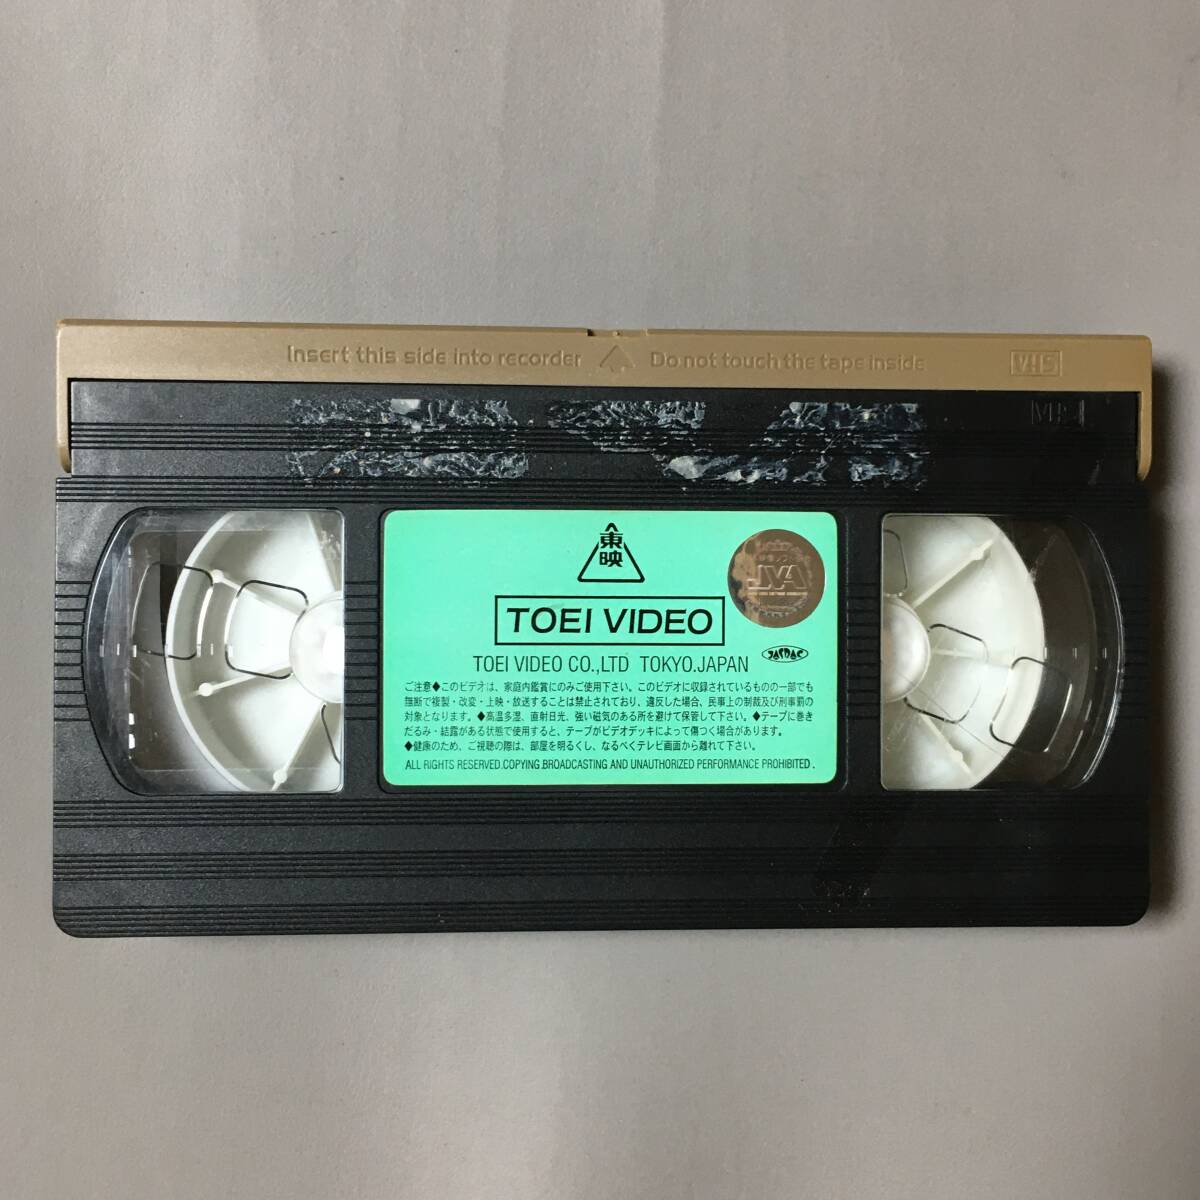 Insert this side into recorder Do not touch the tape inside VHS
東
映
JVA
TOEI VIDEO
TOEI VIDEO CO.,LTD TOKYO.JAPAN
JASRAC
ご注意◆このビデオは、家庭内鑑賞にのみご使用下さい。このビデオに収録されているものの一部でも
無断で複製・改変・上映・放送することは禁止されており、違反した場合、民事上の制裁及び刑事罰の
対象となります。◆高温多湿、直射日光、強い磁気のある所を避けて保管して下さい。◆テープに巻き
だるみ・結露がある状態で使用すると、テープがビデオデッキによって傷つく場合があります。
◆健康のため、ご視聴の際は、部屋を明るくし、なるべくテレビ画面から離れて下さい。
ALL RIGHTS RESERVED.COPYING.BROADCASTING AND UNAUTHORIZED PERFORMANCE PROHIBITED.